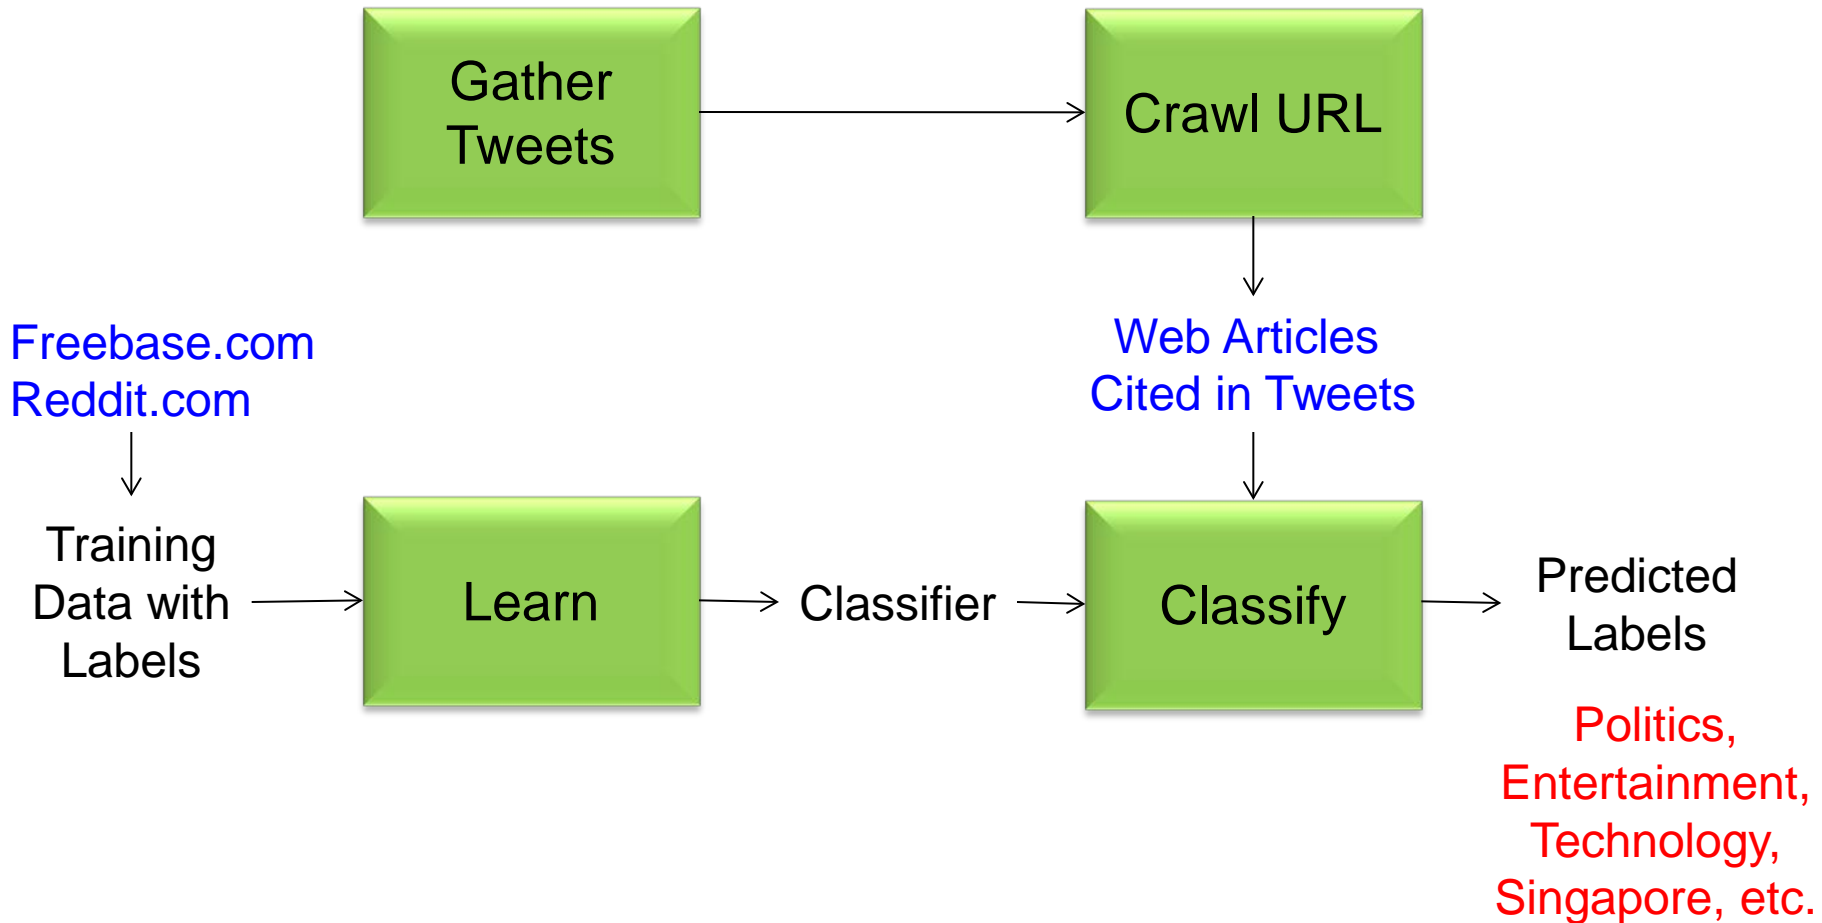 Gather
Tweets
Crawl URL
Freebase.com
Reddit.com
Web Articles
Cited in Tweets
Training
Data with
Labels
Learn
Classifier
Classify
Predicted
Labels
Politics,
Entertainment,
Technology,
Singapore, etc.